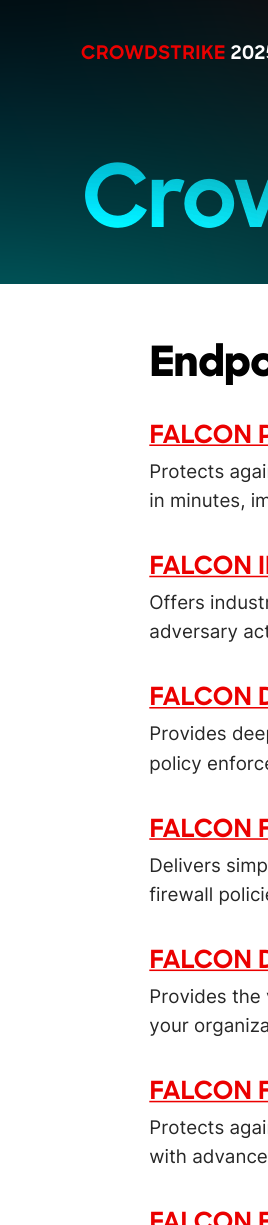 CROWDSTRIKE 2025
Crow
Endpo
FALCON P
Protects agai
in minutes, im
FALCON I
Offers industr
adversary act
FALCON D
Provides deep
policy enforce
FALCON F
Delivers simp
firewall policie
FALCON D
Provides the
your organiza
FALCON F
Protects agai
with advance
FALCON